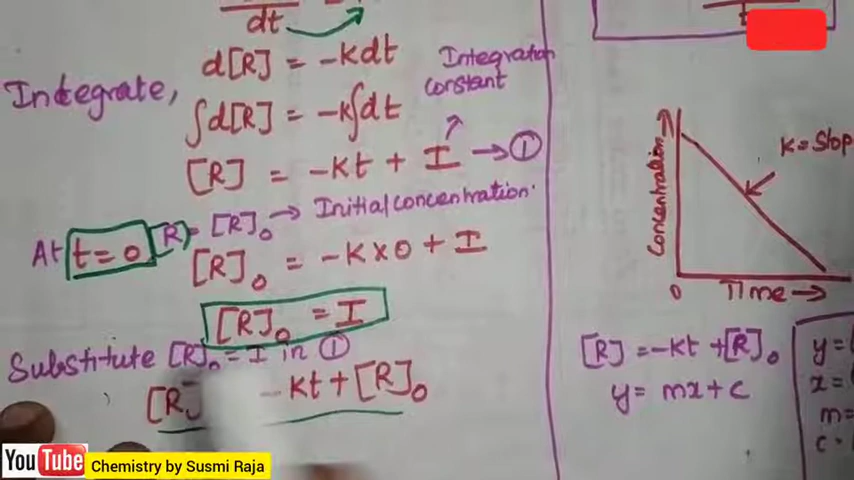 dt
d[R] = -kdt
Integration
constant
Integrate,
∫d[R] = -k∫dt
[R] = -kt + I → ①
At t=0 [R] = [R]₀ → Initial concentration.
[R]₀ = -k×0 + I
[R]₀ = I
Substitute [R]₀ = I in ①
[R] -kt+[R]₀
Concentration
K = Slop
0
Time →
[R] = -kt + [R]₀
y = mx + c
y=
x=
m=
c=
YouTube
Chemistry by Susmi Raja